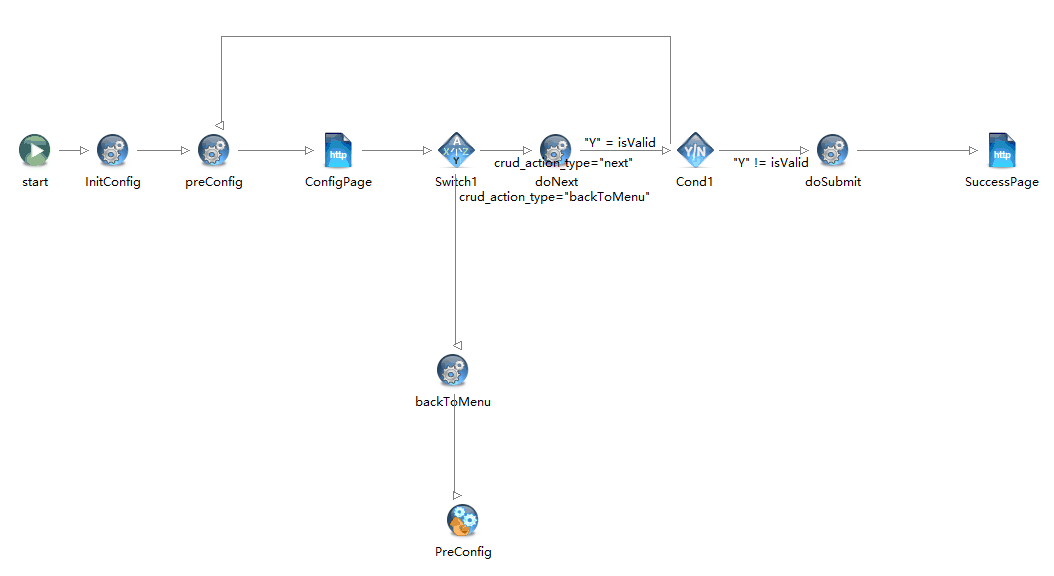 "Y" = isValid
http
A
X Y Z
Y
Y|N
http
crud_action_type="next"
"Y" != isValid
start
InitConfig
preConfig
ConfigPage
Switch1
doNext
Cond1
doSubmit
SuccessPage
crud_action_type="backToMenu"
backToMenu
PreConfig